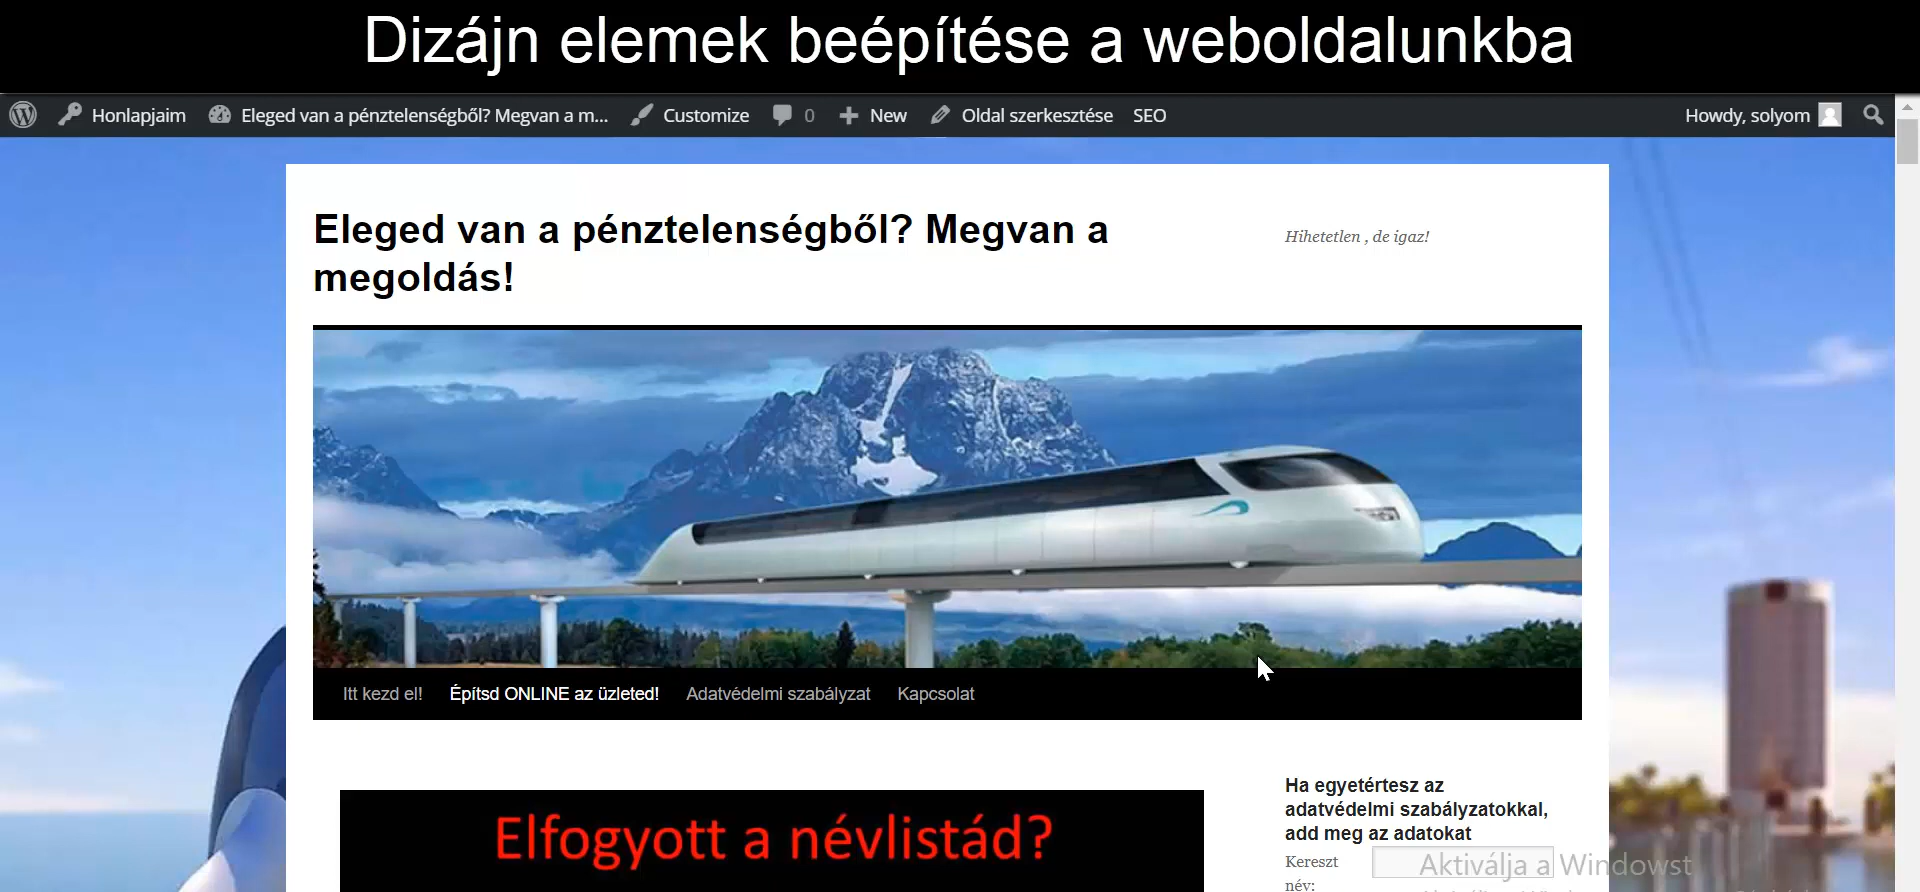 Dizájn elemek beépítése a weboldalunkba
Honlapjaim Eleged van a pénztelenségből? Megvan a m... Customize 0 New Oldal szerkesztése SEO Howdy, solyom
Eleged van a pénztelenségből? Megvan a
megoldás!
Hihetetlen , de igaz!
Itt kezd el! Építsd ONLINE az üzleted! Adatvédelmi szabályzat Kapcsolat
Elfogyott a névlistád?
Ha egyetértesz az
adatvédelmi szabályzatokkal,
add meg az adatokat
Kereszt
név:
Aktiválja a Windowst